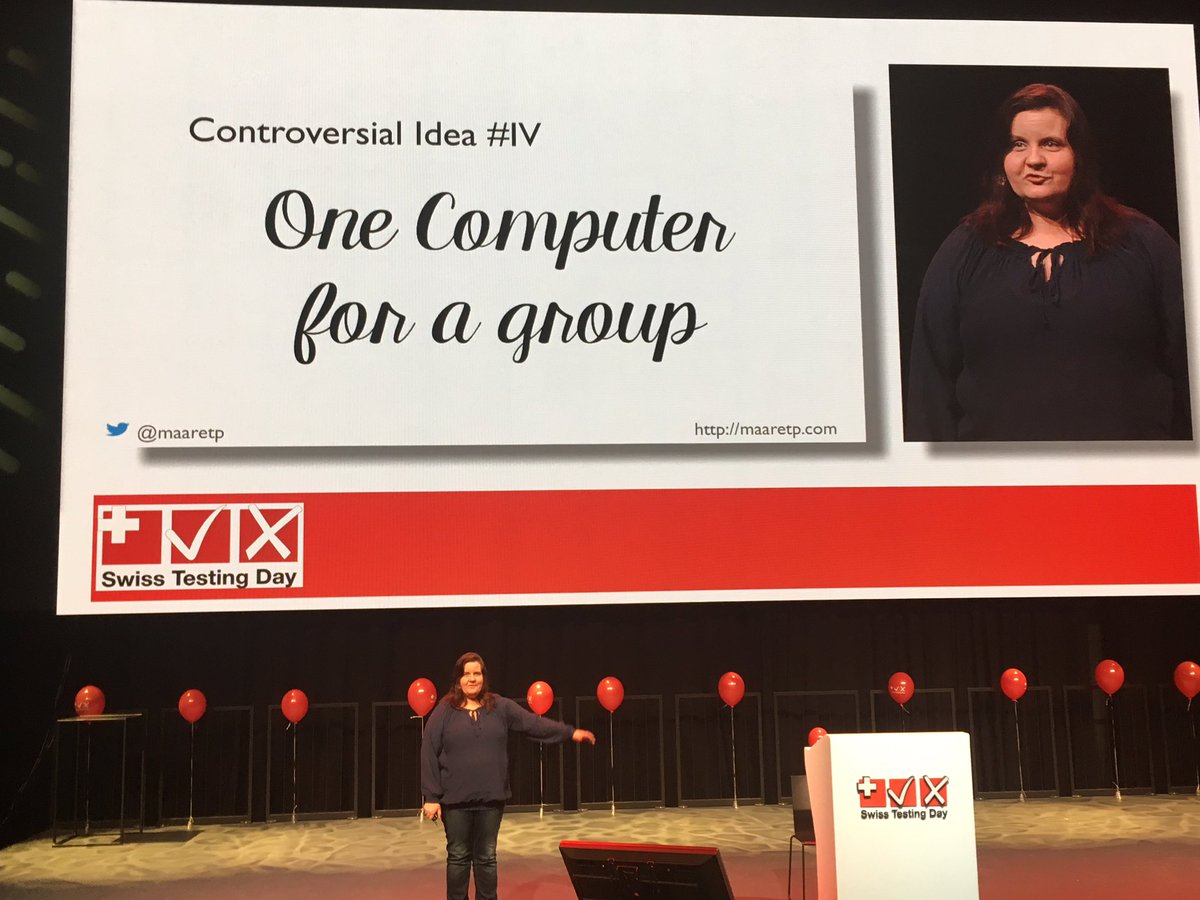 Controversial Idea #IV
One Computer
for a group
@maaretp
http://maaretp.com
Swiss Testing Day
Swiss Testing Day